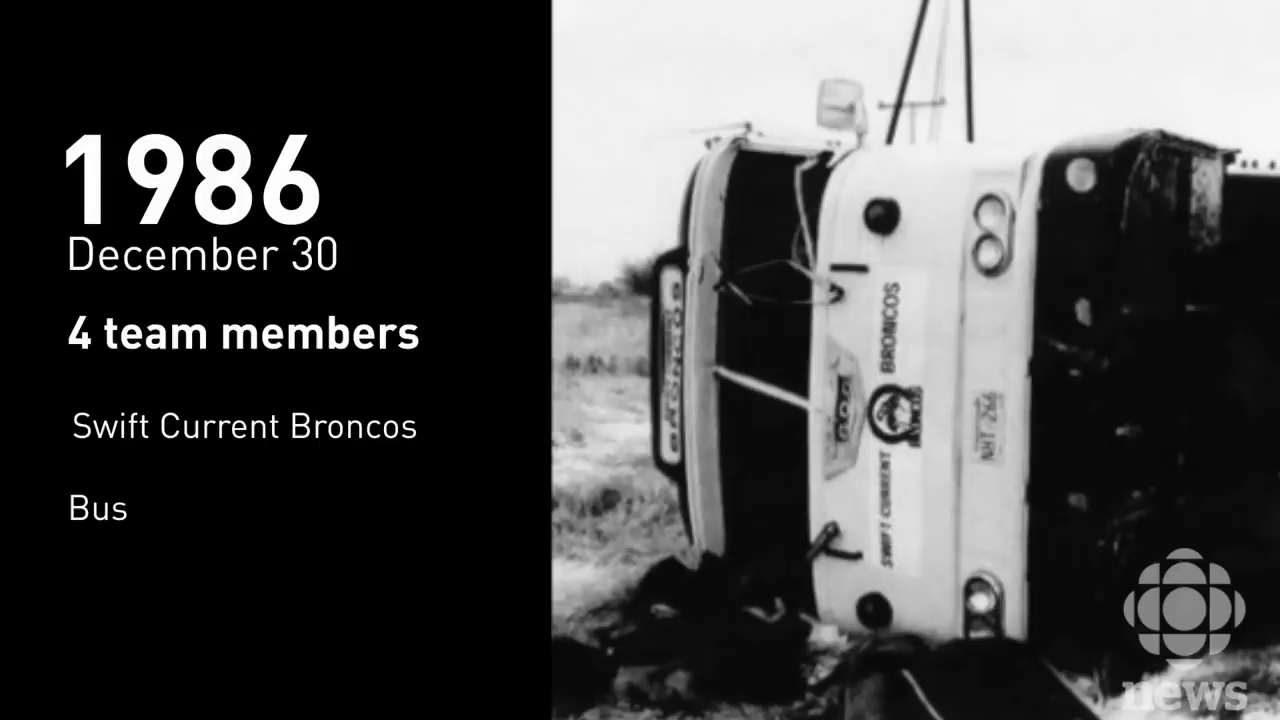 1986
December 30
4 team members
Swift Current Broncos
Bus
BRONCOS
SWIFT CURRENT
BRONCOS
news